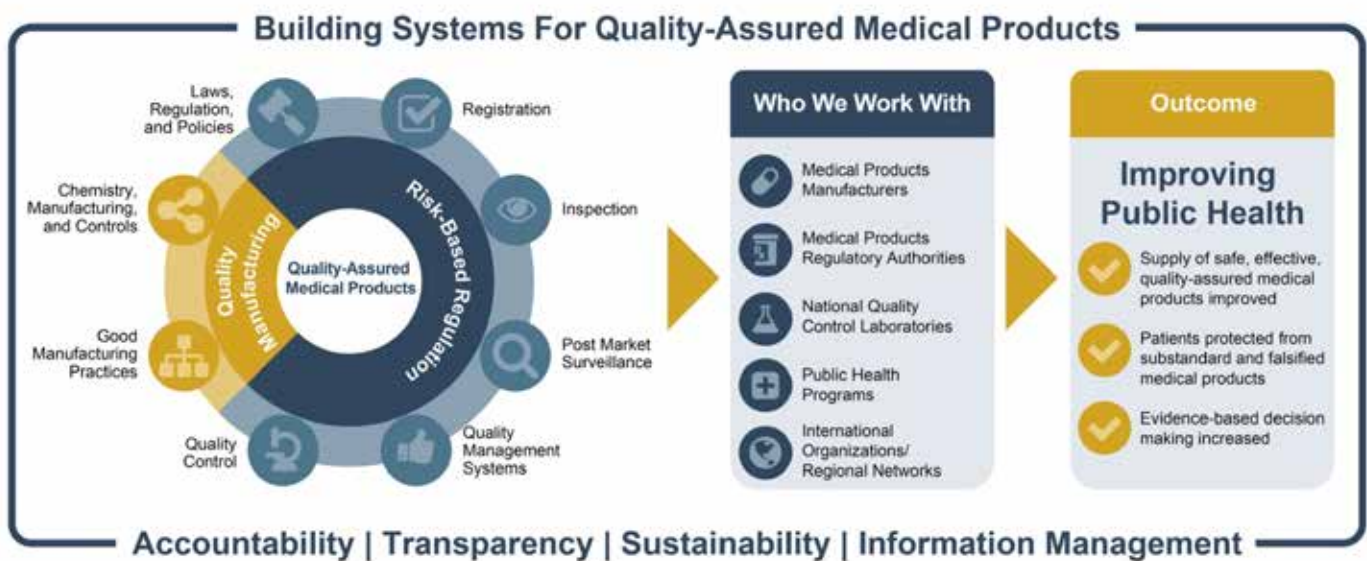 Building Systems For Quality-Assured Medical Products
Laws,
Regulation,
and Policies
Registration
Chemistry,
Manufacturing,
and Controls
Inspection
Good
Manufacturing
Practices
Post Market
Surveillance
Quality
Control
Quality
Management
Systems
Quality
Manufacturing
Risk-Based Regulation
Quality-Assured
Medical Products
Who We Work With
Medical Products
Manufacturers
Medical Products
Regulatory Authorities
National Quality
Control Laboratories
Public Health
Programs
International
Organizations/
Regional Networks
Outcome
Improving
Public Health
Supply of safe, effective,
quality-assured medical
products improved
Patients protected from
substandard and falsified
medical products
Evidence-based decision
making increased
Accountability | Transparency | Sustainability | Information Management